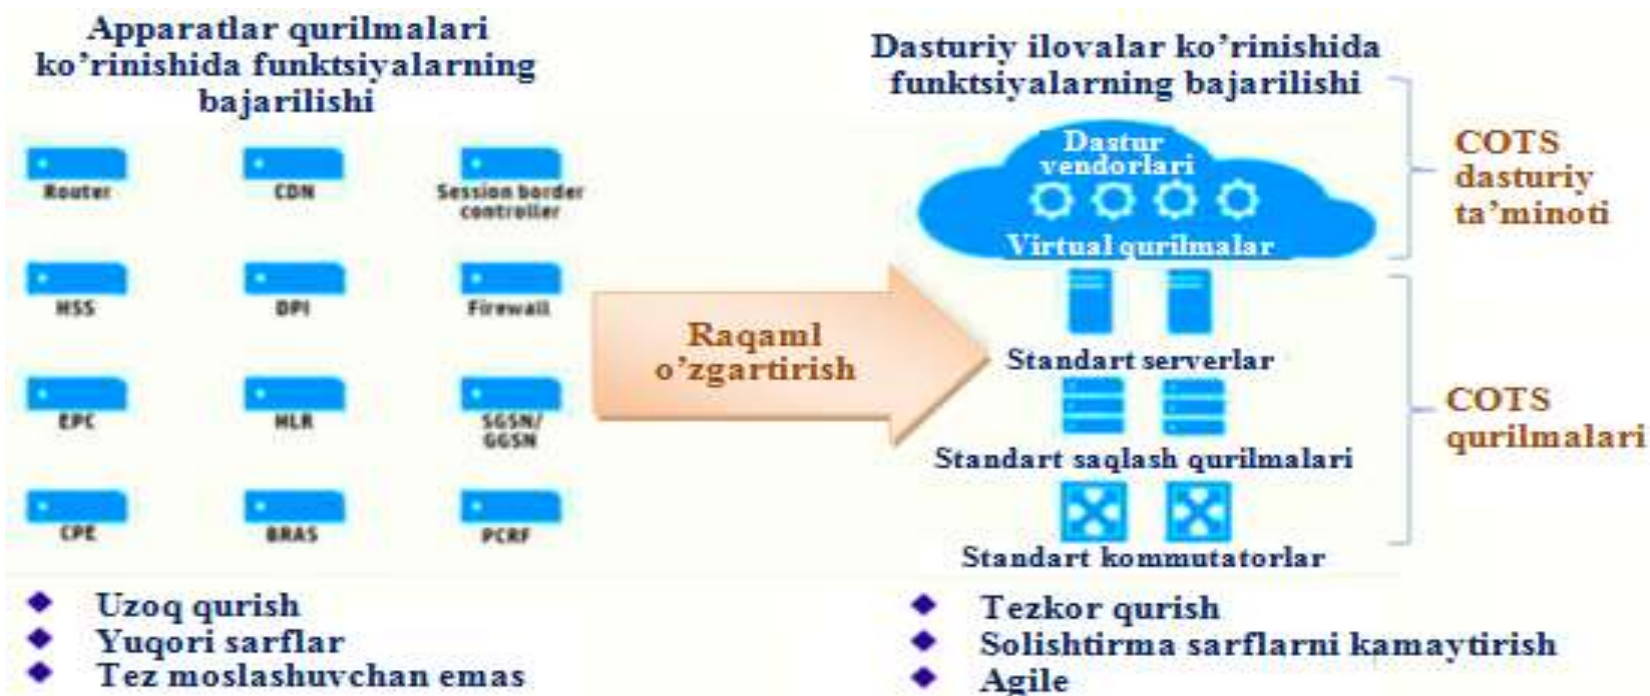 Apparatlar qurilmalari
ko’rinishida funktsiyalarning
bajarilishi
Router
CDN
Session border
controller
HSS
DPI
Firewall
EPC
HLR
SGSN/
GGSN
CPE
BRAS
PCRF
Uzoq qurish
Yuqori sarflar
Tez moslashuvchan emas
Raqaml
o’zgartirish
Dasturiy ilovalar ko’rinishida
funktsiyalarning bajarilishi
Dastur
vendorlari
Virtual qurilmalar
Standart serverlar
Standart saqlash qurilmalari
Standart kommutatorlar
COTS
dasturiy
ta’minoti
COTS
qurilmalari
Tezkor qurish
Solishtirma sarflarni kamaytirish
Agile